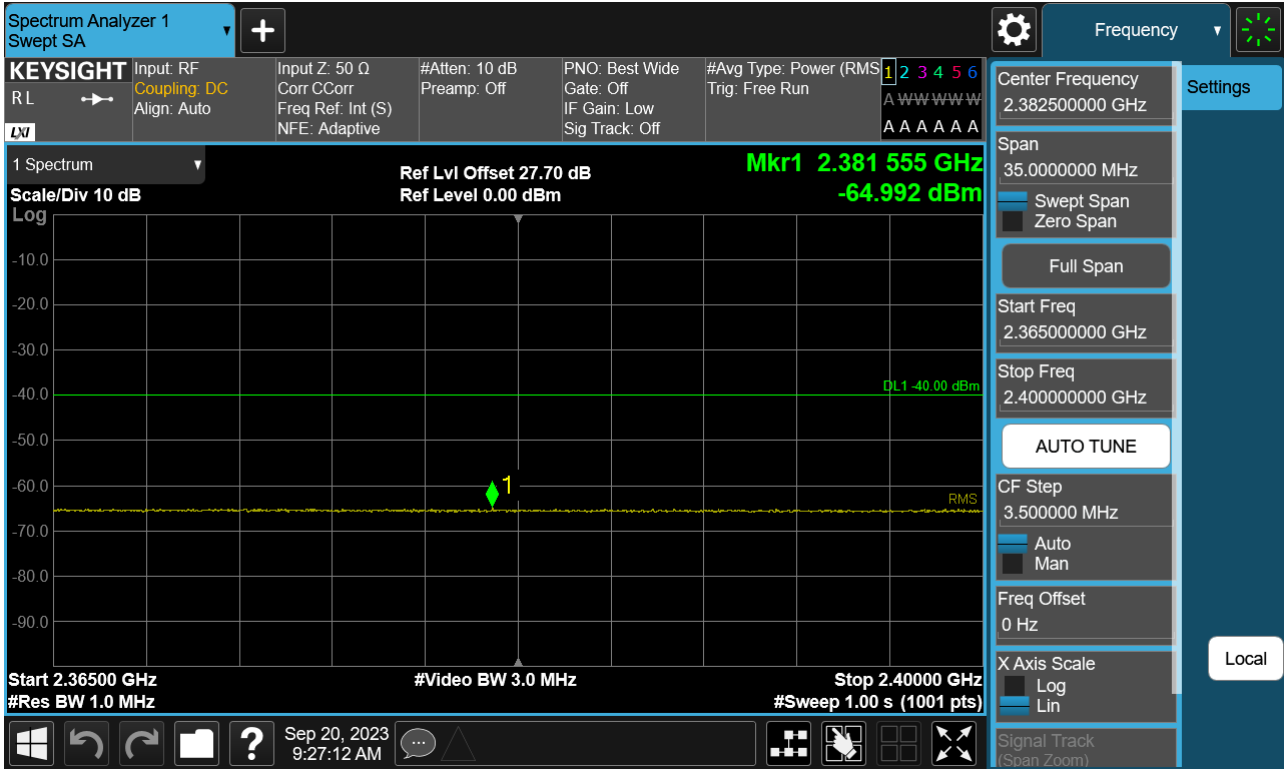 Spectrum Analyzer 1
Swept SA
Frequency
KEYSIGHT
R L
LXI
Input: RF
Coupling: DC
Align: Auto
Input Z: 50 Ω
Corr CCorr
Freq Ref: Int (S)
NFE: Adaptive
#Atten: 10 dB
Preamp: Off
PNO: Best Wide
Gate: Off
IF Gain: Low
Sig Track: Off
#Avg Type: Power (RMS
Trig: Free Run
1 2 3 4 5 6
A W W W W W
A A A A A A
1 Spectrum
Scale/Div 10 dB
Log
Ref Lvl Offset 27.70 dB
Ref Level 0.00 dBm
Mkr1 2.381 555 GHz
-64.992 dBm
-10.0
-20.0
-30.0
-40.0
DL1 -40.00 dBm
-50.0
1
-60.0
RMS
-70.0
-80.0
-90.0
Start 2.36500 GHz
#Res BW 1.0 MHz
#Video BW 3.0 MHz
Stop 2.40000 GHz
#Sweep 1.00 s (1001 pts)
Sep 20, 2023
9:27:12 AM
Center Frequency
2.382500000 GHz
Span
35.0000000 MHz
Swept Span
Zero Span
Full Span
Start Freq
2.365000000 GHz
Stop Freq
2.400000000 GHz
AUTO TUNE
CF Step
3.500000 MHz
Auto
Man
Freq Offset
0 Hz
X Axis Scale
Log
Lin
Signal Track
(Span Zoom)
Settings
Local